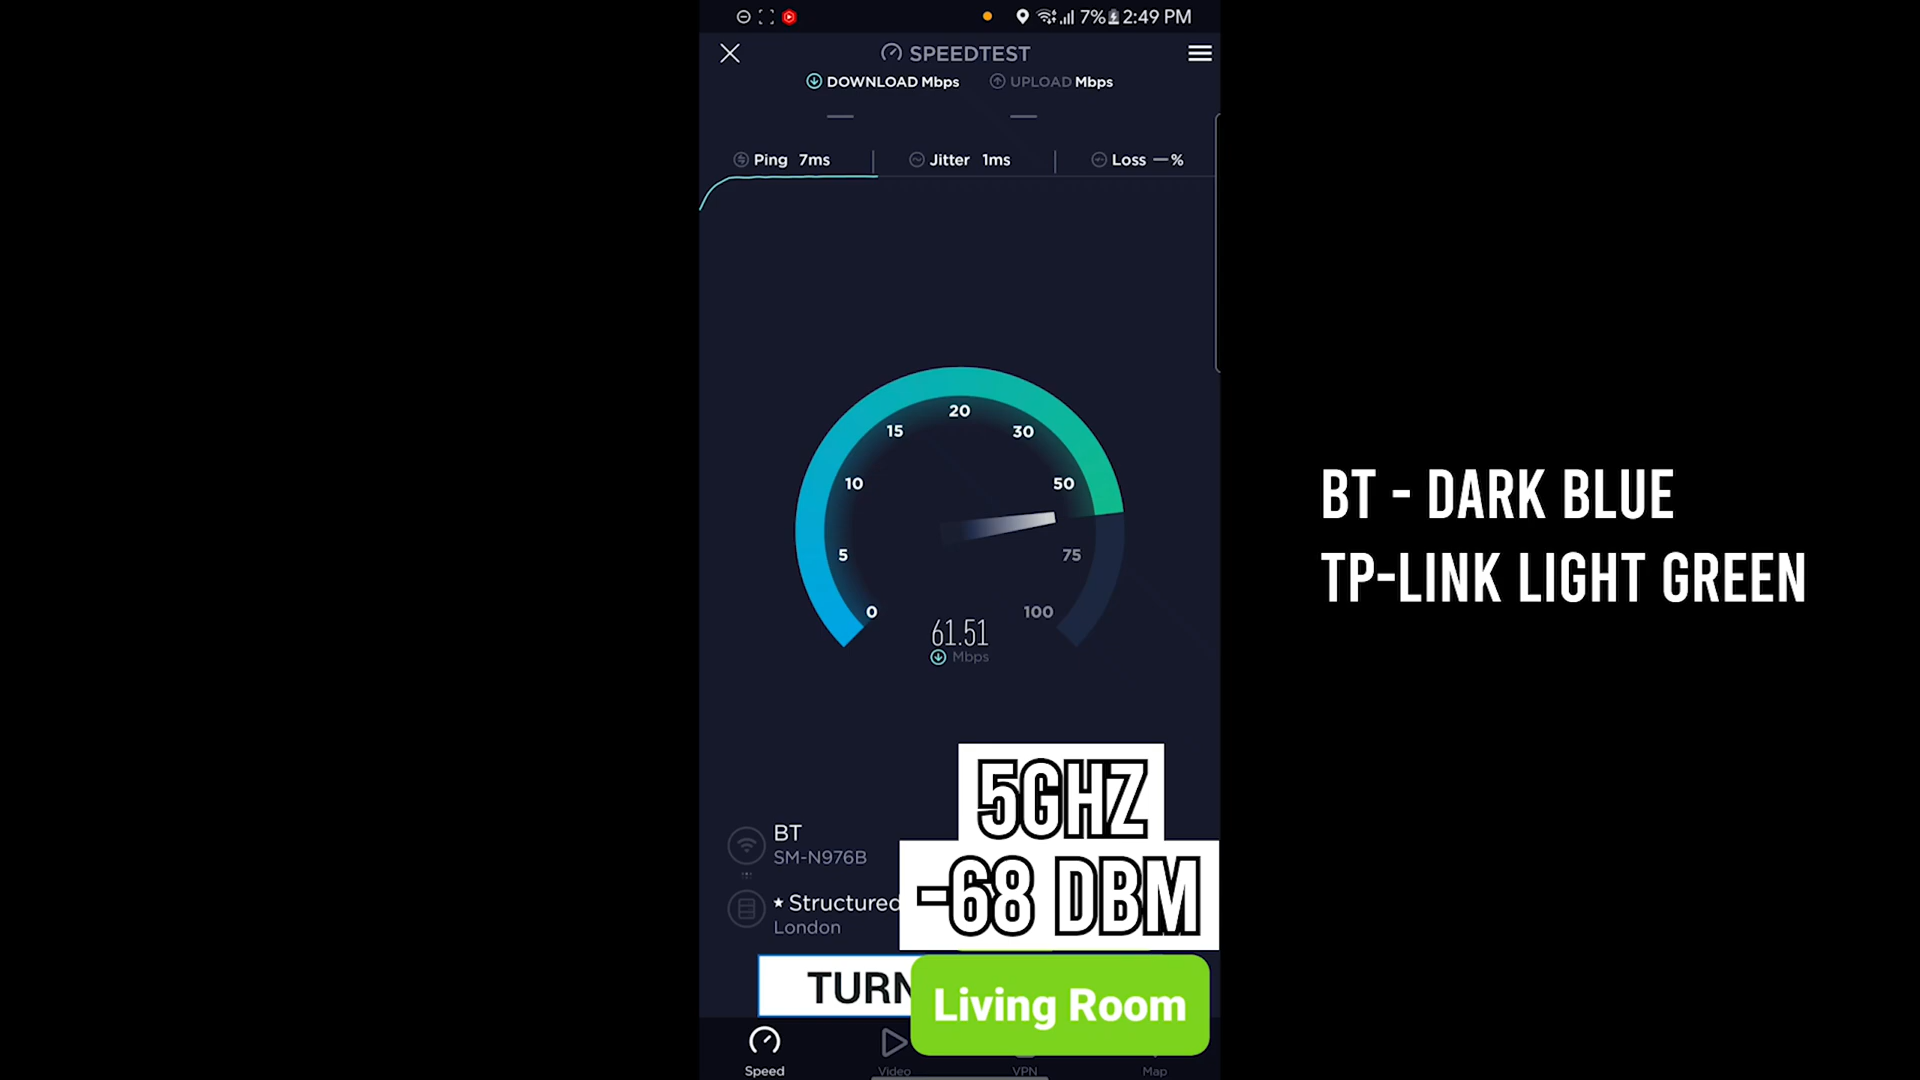 7% 2:49 PM
SPEEDTEST
DOWNLOAD Mbps UPLOAD Mbps
Ping 7ms Jitter 1ms Loss — %
20
15 30
10 50
5 75
0 100
61.51
Mbps
BT - DARK BLUE
TP-LINK LIGHT GREEN
5GHZ
-68 DBM
BT
SM-N976B
★ Structured
London
TURN
Living Room
Speed Video VPN Map